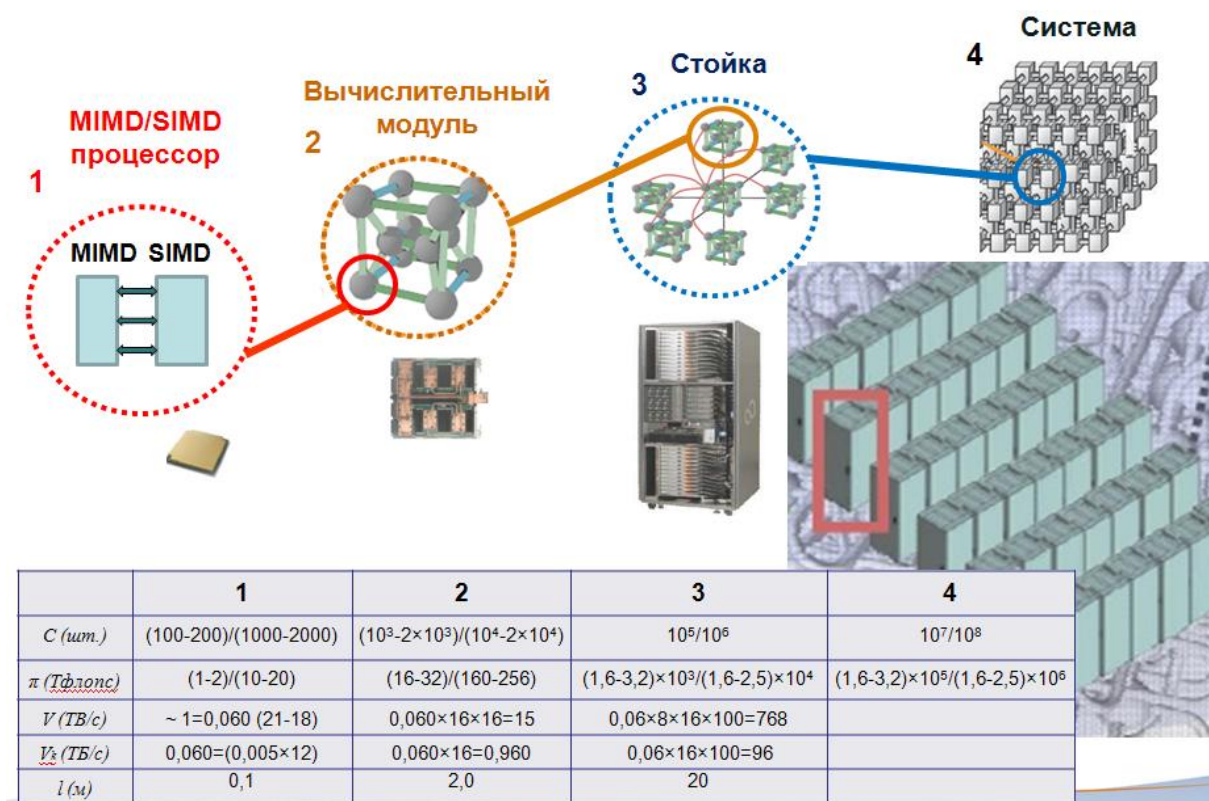 Система
4
Стойка
3
Вычислительный
модуль
2
MIMD/SIMD
процессор
1
MIMD SIMD
1 2 3 4
C (шт.) (100-200)/(1000-2000) (10³-2×10³)/(10⁴-2×10⁴) 10⁵/10⁶ 10⁷/10⁸
π (Тфлопс) (1-2)/(10-20) (16-32)/(160-256) (1,6-3,2)×10³/(1,6-2,5)×10⁴ (1,6-3,2)×10⁵/(1,6-2,5)×10⁶
V (ТВ/с) ~ 1=0,060 (21-18) 0,060×16×16=15 0,06×8×16×100=768
Vₖ (ТБ/с) 0,060=(0,005×12) 0,060×16=0,960 0,06×16×100=96
l (м) 0,1 2,0 20